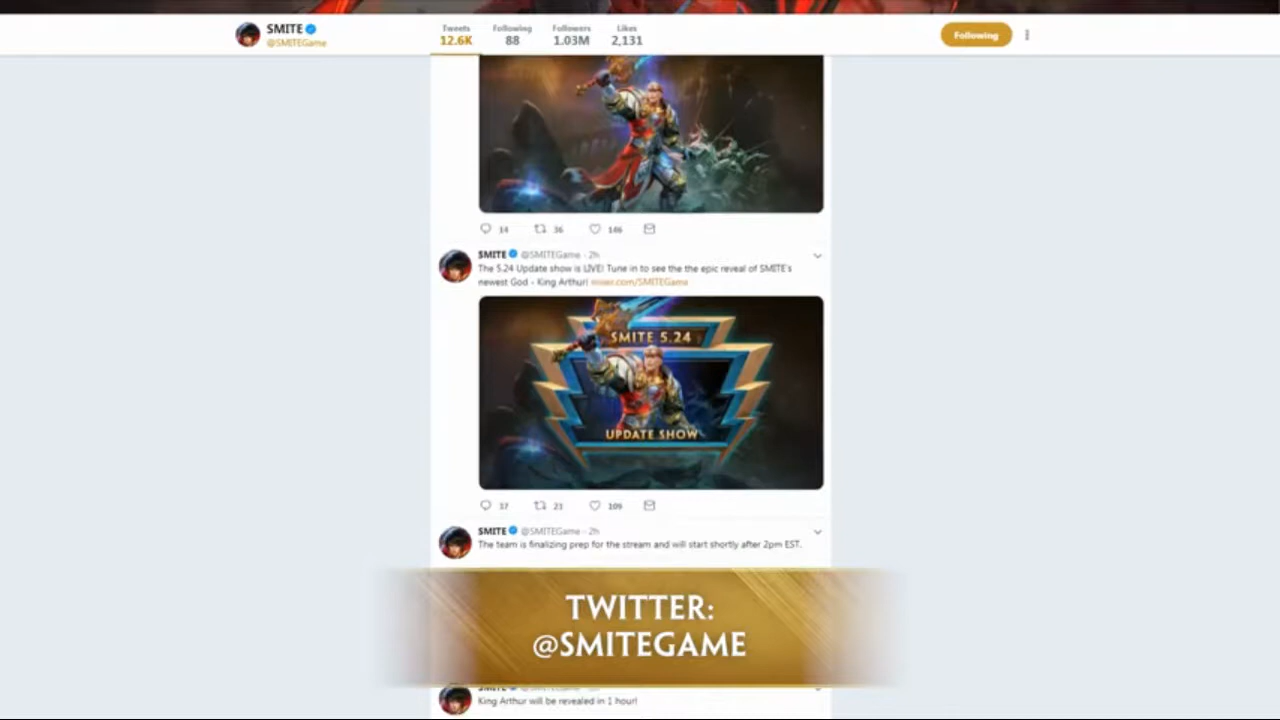 SMITE
@SMITEGame
Tweets Following Followers Likes
12.6K 88 1.03M 2,131
Following
14 36 146
SMITE @SMITEGame · 2h
The 5.24 Update show is LIVE! Tune in to see the the epic reveal of SMITE's
newest God - King Arthur! mixer.com/SMITEGame
SMITE 5.24
UPDATE SHOW
37 23 109
SMITE @SMITEGame · 2h
The team is finalizing prep for the stream and will start shortly after 2pm EST.
TWITTER:
@SMITEGAME
SMITE @SMITEGame
King Arthur will be revealed in 1 hour!